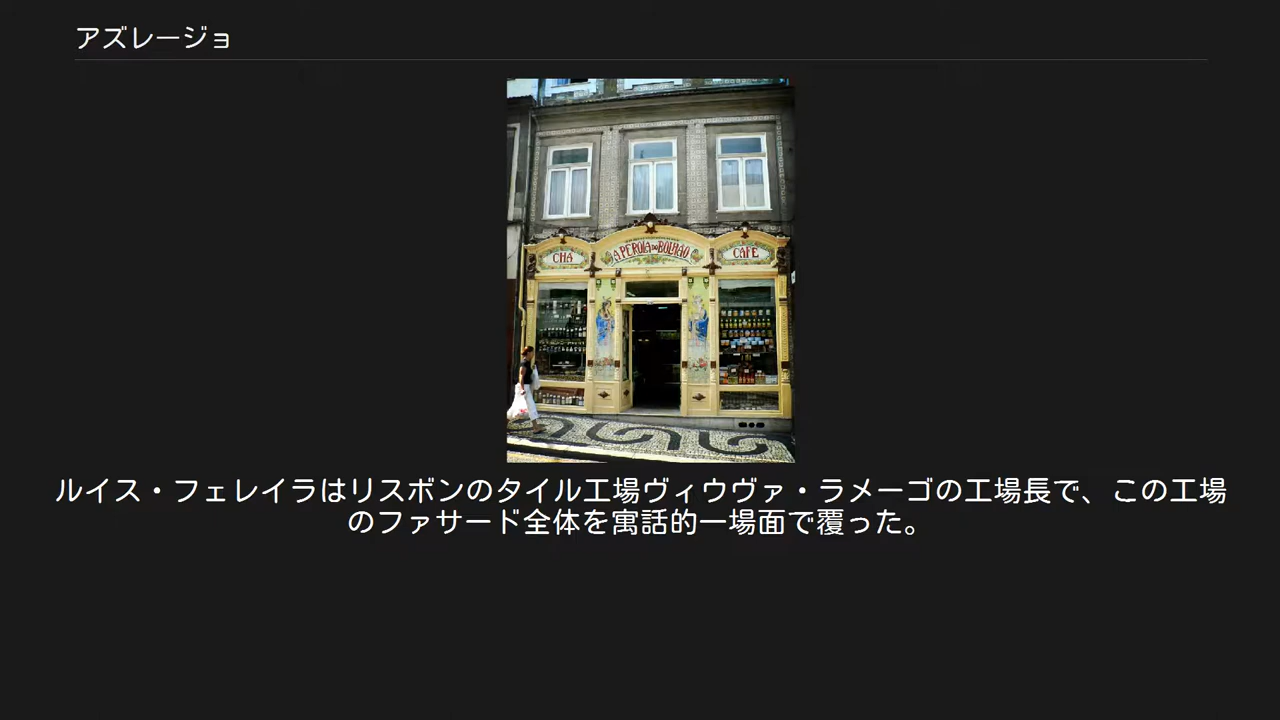 アズレージョ
CHÁ
A PEROLA DO BOLHÃO
CAFÉ
ルイス・フェレイラはリスボンのタイル工場ヴィウヴァ・ラメーゴの工場長で、この工場
のファサード全体を寓話的一場面で覆った。